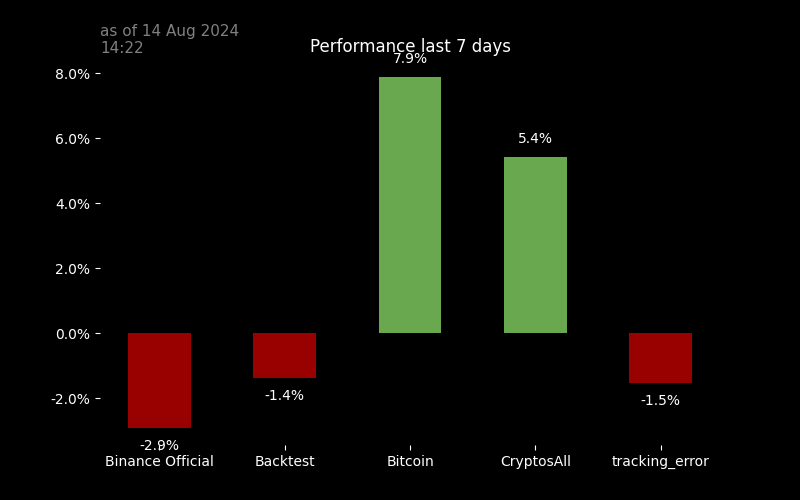 as of 14 Aug 2024
14:22
Performance last 7 days
7.9%
8.0%
5.4%
6.0%
4.0%
2.0%
0.0%
-1.4%
-1.5%
-2.0%
-2.9%
Binance Official
Backtest
Bitcoin
CryptosAll
tracking_error